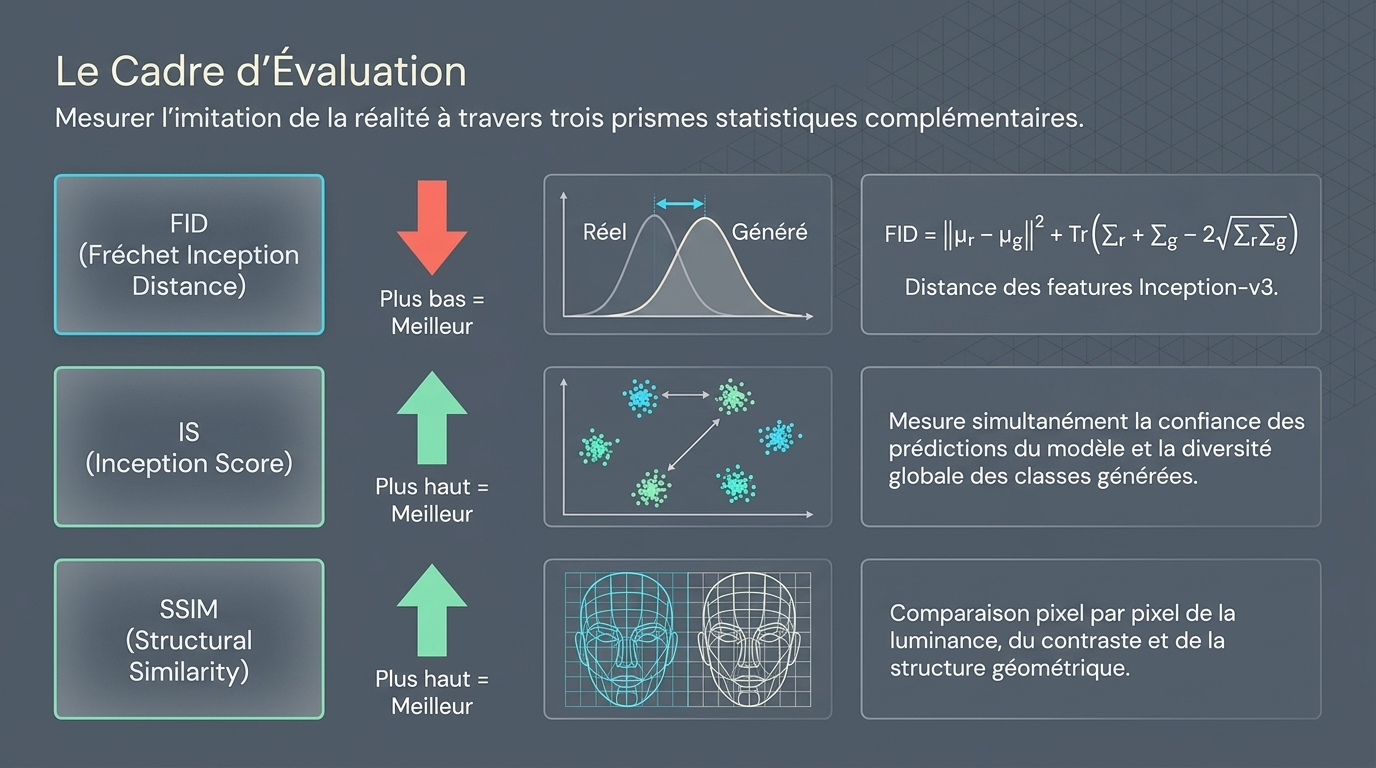 Le Cadre d’Évaluation
Mesurer l’imitation de la réalité à travers trois prismes statistiques complémentaires.
FID
(Fréchet Inception
Distance)
Plus bas =
Meilleur
Réel
Généré
FID = ||μr − μg||² + Tr(Σr + Σg − 2√ΣrΣg)
Distance des features Inception-v3.
IS
(Inception Score)
Plus haut =
Meilleur
Mesure simultanément la confiance des
prédictions du modèle et la diversité
globale des classes générées.
SSIM
(Structural
Similarity)
Plus haut =
Meilleur
Comparaison pixel par pixel de la
luminance, du contraste et de la
structure géométrique.